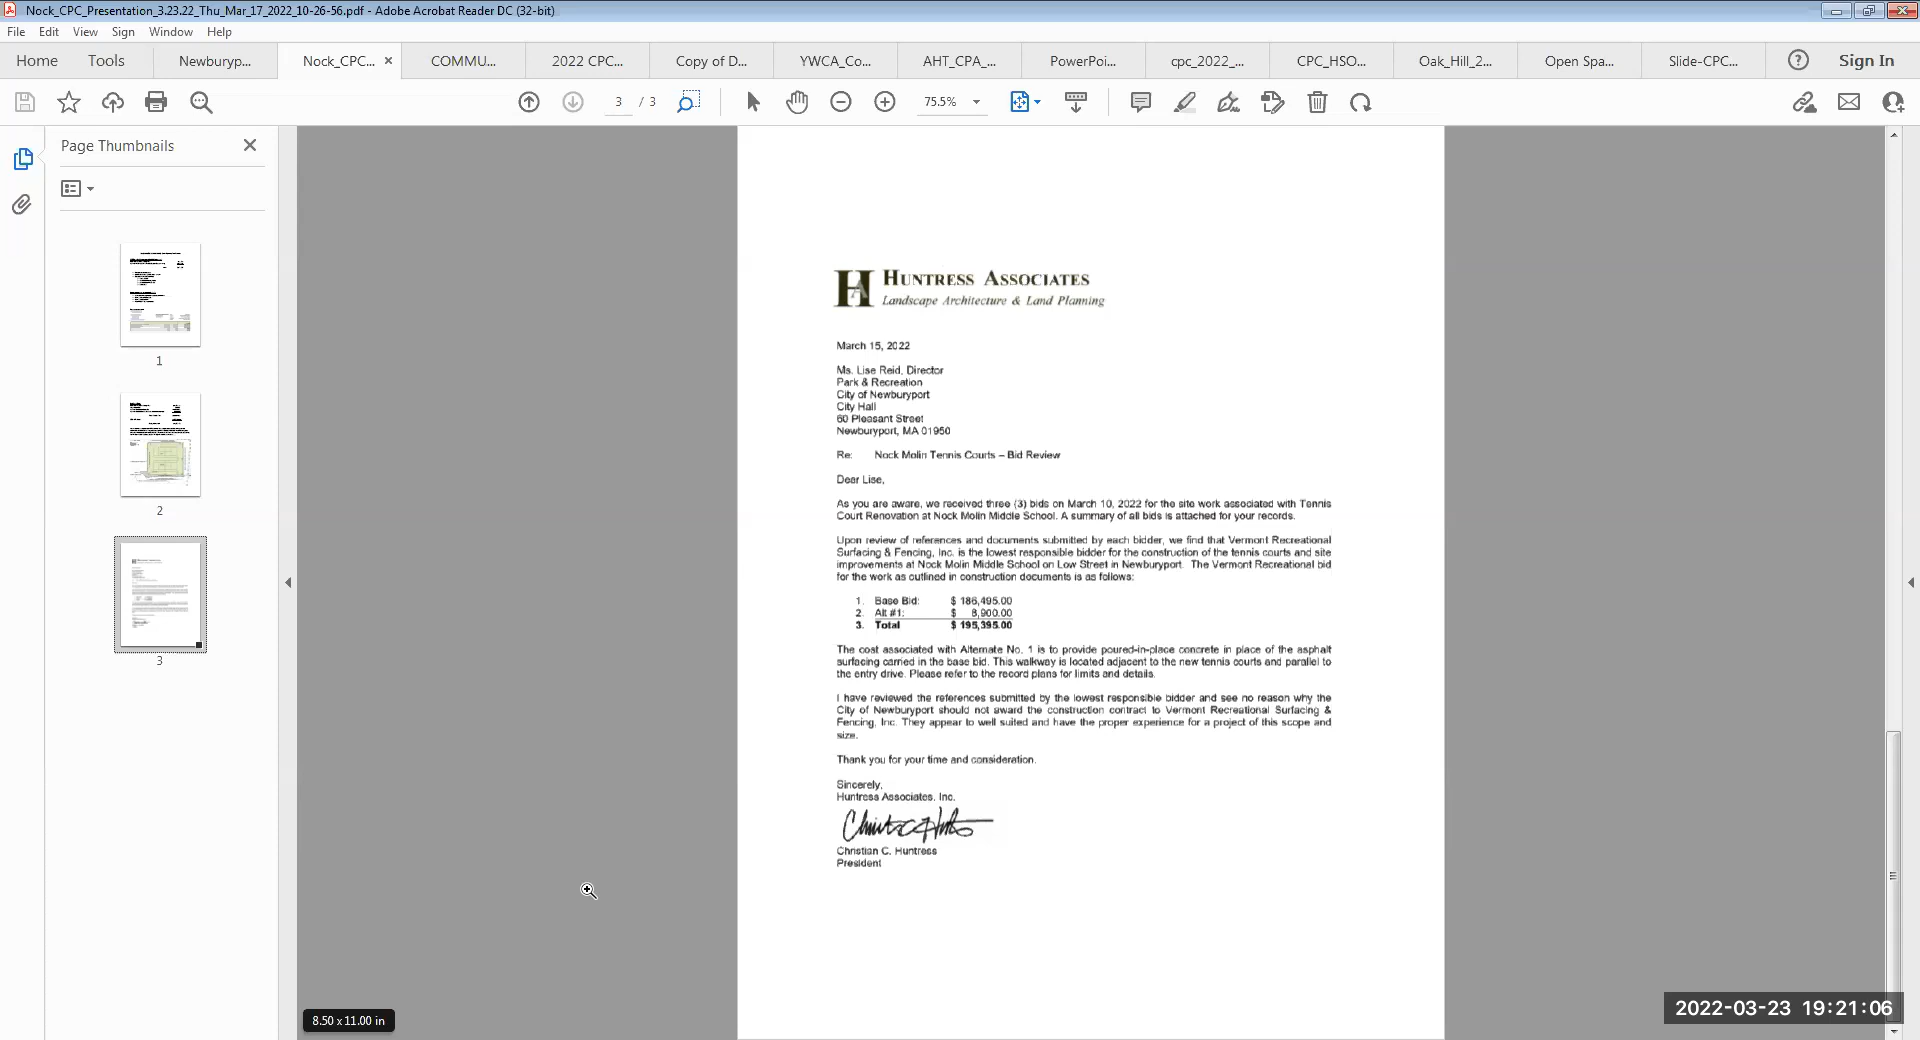 Nock_CPC_Presentation_3.23.22_Thu_Mar_17_2022_10-26-56.pdf - Adobe Acrobat Reader DC (32-bit)
File Edit View Sign Window Help
Home Tools Newburyp... Nock_CPC... COMMU... 2022 CPC... Copy of D... YWCA_Co... AHT_CPA_... PowerPoi... cpc_2022_... CPC_HSO... Oak_Hill_2... Open Spa... Slide-CPC... Sign In
3 / 3 75.5%
Page Thumbnails
1
2
3
HUNTRESS ASSOCIATES
Landscape Architecture & Land Planning
March 15, 2022
Ms. Lise Reid, Director
Park & Recreation
City of Newburyport
City Hall
60 Pleasant Street
Newburyport, MA 01950
Re: Nock Molin Tennis Courts – Bid Review
Dear Lise,
As you are aware, we received three (3) bids on March 10, 2022 for the site work associated with Tennis
Court Renovation at Nock Molin Middle School. A summary of all bids is attached for your records.
Upon review of references and documents submitted by each bidder, we find that Vermont Recreational
Surfacing & Fencing, Inc. is the lowest responsible bidder for the construction of the tennis courts and site
improvements at Nock Molin Middle School on Low Street in Newburyport. The Vermont Recreational bid
for the work as outlined in construction documents is as follows:
1. Base Bid: $ 186,495.00
2. Alt #1: $ 8,900.00
3. Total $ 195,395.00
The cost associated with Alternate No. 1 is to provide poured-in-place concrete in place of the asphalt
surfacing carried in the base bid. This walkway is located adjacent to the new tennis courts and parallel to
the entry drive. Please refer to the record plans for limits and details.
I have reviewed the references submitted by the lowest responsible bidder and see no reason why the
City of Newburyport should not award the construction contract to Vermont Recreational Surfacing &
Fencing, Inc. They appear to well suited and have the proper experience for a project of this scope and
size.
Thank you for your time and consideration.
Sincerely,
Huntress Associates, Inc.
Christian C. Huntress
President
8.50 x 11.00 in
2022-03-23 19:21:06